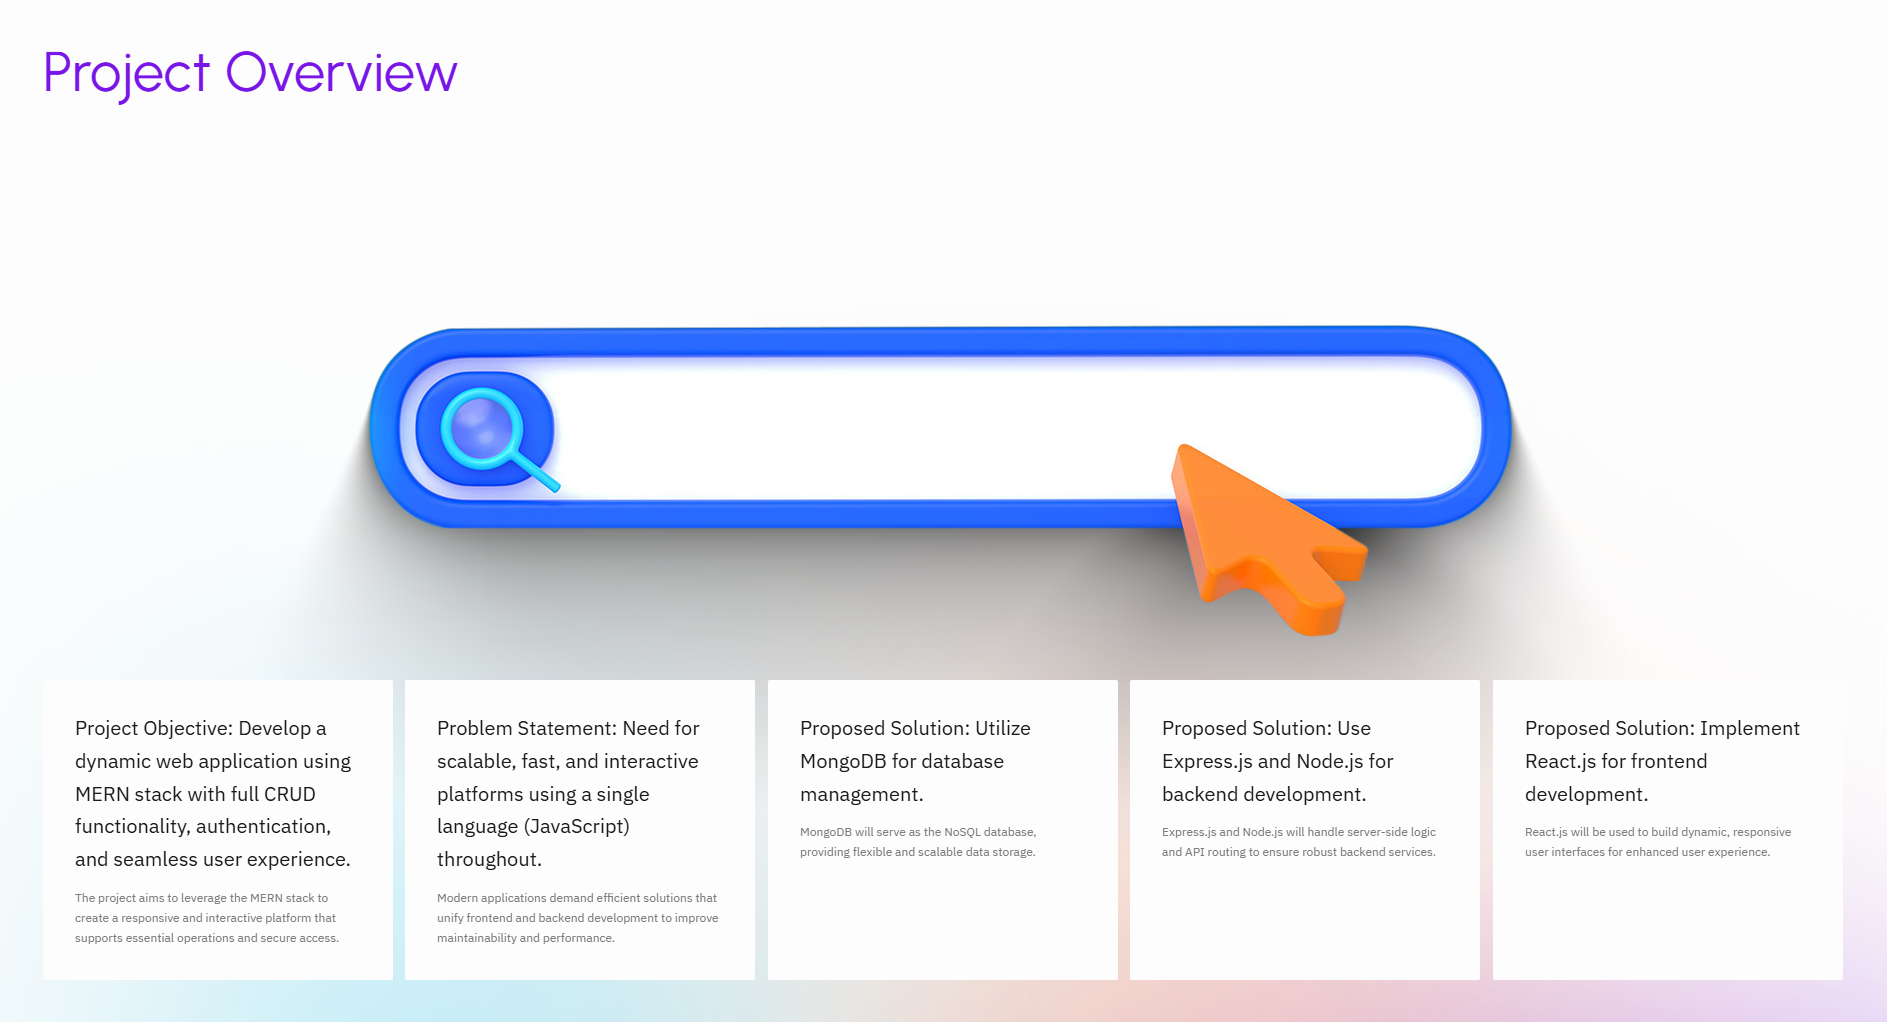 Project Overview
Project Objective: Develop a
dynamic web application using
MERN stack with full CRUD
functionality, authentication,
and seamless user experience.
The project aims to leverage the MERN stack to
create a responsive and interactive platform that
supports essential operations and secure access.
Problem Statement: Need for
scalable, fast, and interactive
platforms using a single
language (JavaScript)
throughout.
Modern applications demand efficient solutions that
unify frontend and backend development to improve
maintainability and performance.
Proposed Solution: Utilize
MongoDB for database
management.
MongoDB will serve as the NoSQL database,
providing flexible and scalable data storage.
Proposed Solution: Use
Express.js and Node.js for
backend development.
Express.js and Node.js will handle server-side logic
and API routing to ensure robust backend services.
Proposed Solution: Implement
React.js for frontend
development.
React.js will be used to build dynamic, responsive
user interfaces for enhanced user experience.